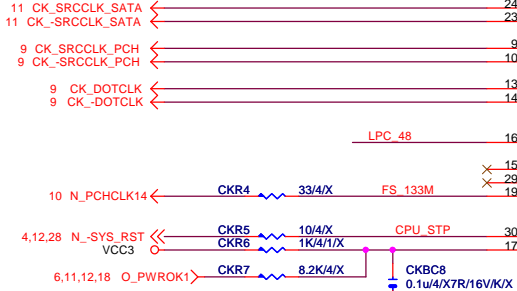 11 CK_SRCCLK_SATA 24
11 CK_-SRCCLK_SATA 23
9 CK_SRCCLK_PCH 9
9 CK_-SRCCLK_PCH 10
9 CK_DOTCLK 13
9 CK_-DOTCLK 14
LPC_48 16
15
29
10 N_PCHCLK14 CKR4 33/4/X FS_133M 19
4,12,28 N_-SYS_RST CKR5 10/4/X CPU_STP 30
VCC3 CKR6 1K/4/1/X 17
6,11,12,18 O_PWROK1 CKR7 8.2K/4/X
CKBC8
0.1u/4/X7R/16V/K/X